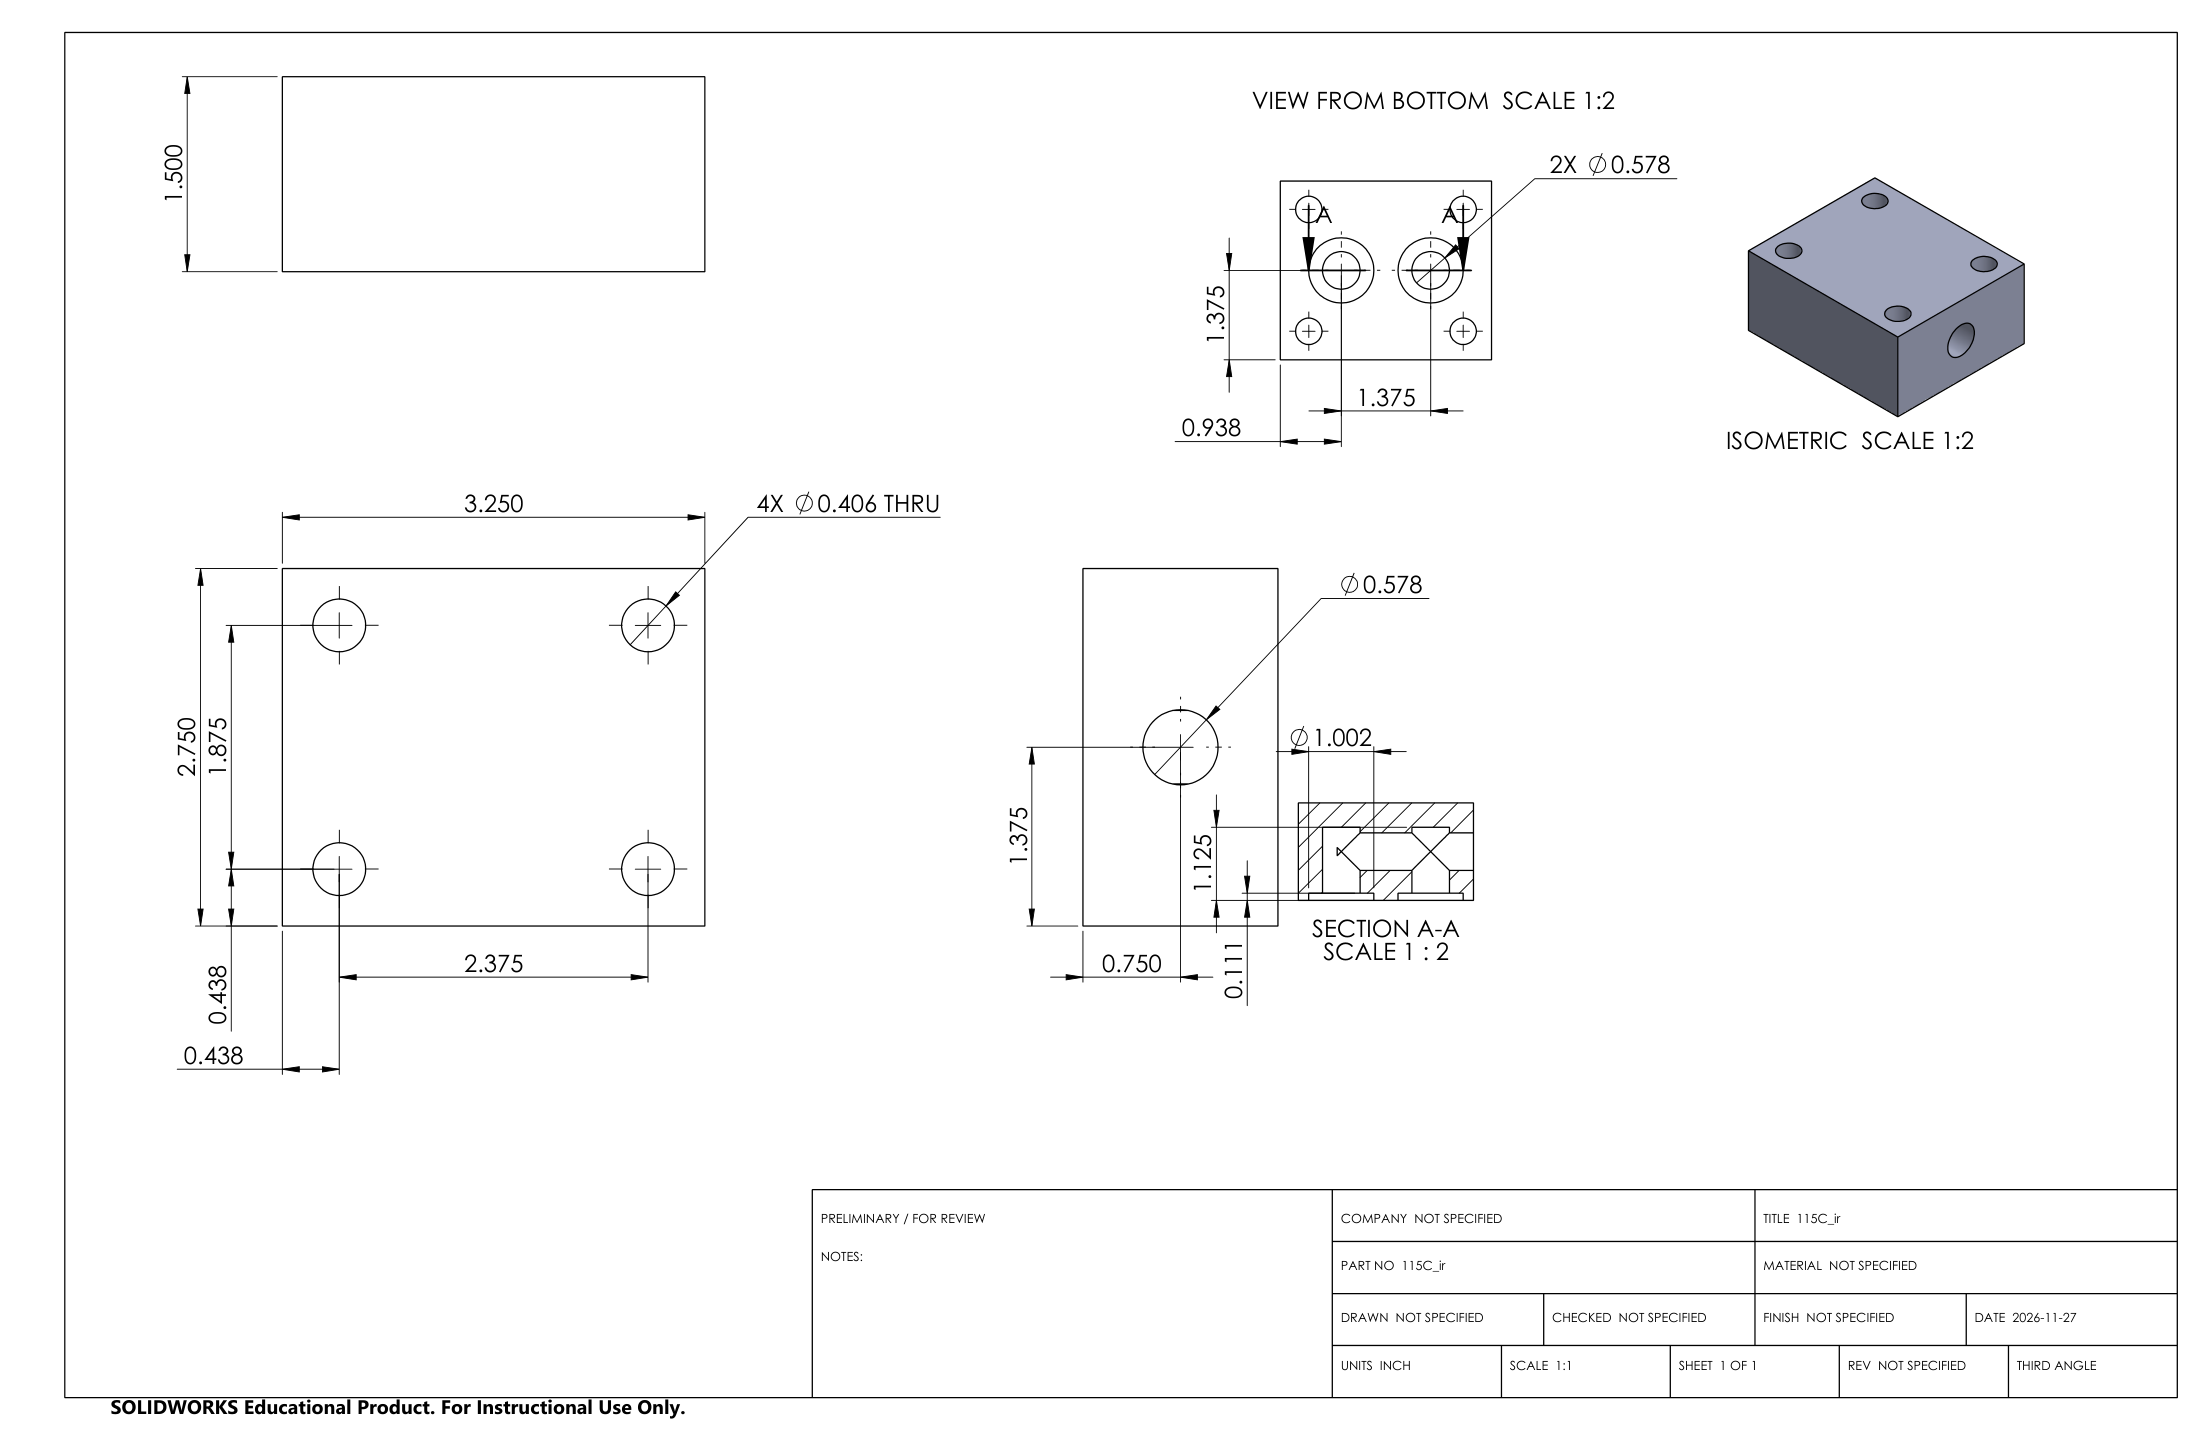 1.500
VIEW FROM BOTTOM SCALE 1:2
2X ∅0.578
A A
1.375
1.375
0.938
ISOMETRIC SCALE 1:2
3.250
4X ∅0.406 THRU
2.750
1.875
0.438
2.375
0.438
∅0.578
1.375
0.750
∅1.002
1.125
0.111
SECTION A-A
SCALE 1 : 2
PRELIMINARY / FOR REVIEW
NOTES:
COMPANY NOT SPECIFIED
TITLE 115C_ir
PART NO 115C_ir
MATERIAL NOT SPECIFIED
DRAWN NOT SPECIFIED
CHECKED NOT SPECIFIED
FINISH NOT SPECIFIED
DATE 2026-11-27
UNITS INCH
SCALE 1:1
SHEET 1 OF 1
REV NOT SPECIFIED
THIRD ANGLE
SOLIDWORKS Educational Product. For Instructional Use Only.